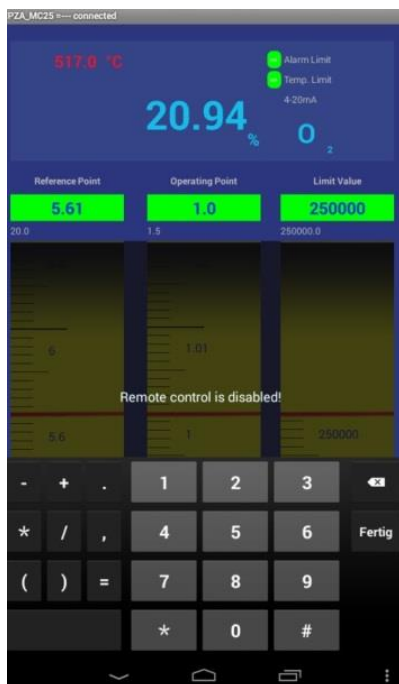 PZA_MC25 =--- connected
517.0 °C
Alarm Limit
Temp. Limit
4-20mA
20.94 %
O2
Reference Point Operating Point Limit Value
5.61 1.0 250000
20.0 1.5 250000.0
6 1.01
Remote control is disabled!
5.6 1 250000
- + . 1 2 3
* / , 4 5 6 Fertig
( ) = 7 8 9
* 0 #